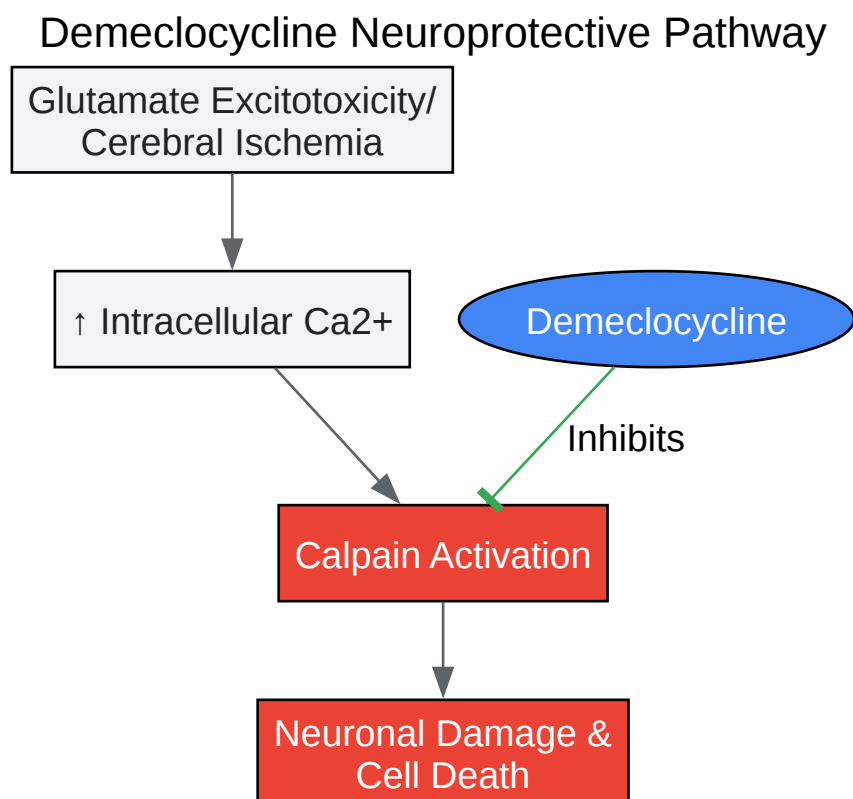 Demeclocycline Neuroprotective Pathway
Glutamate Excitotoxicity/
Cerebral Ischemia
↑ Intracellular Ca2+
Demeclocycline
Inhibits
Calpain Activation
Neuronal Damage &
Cell Death